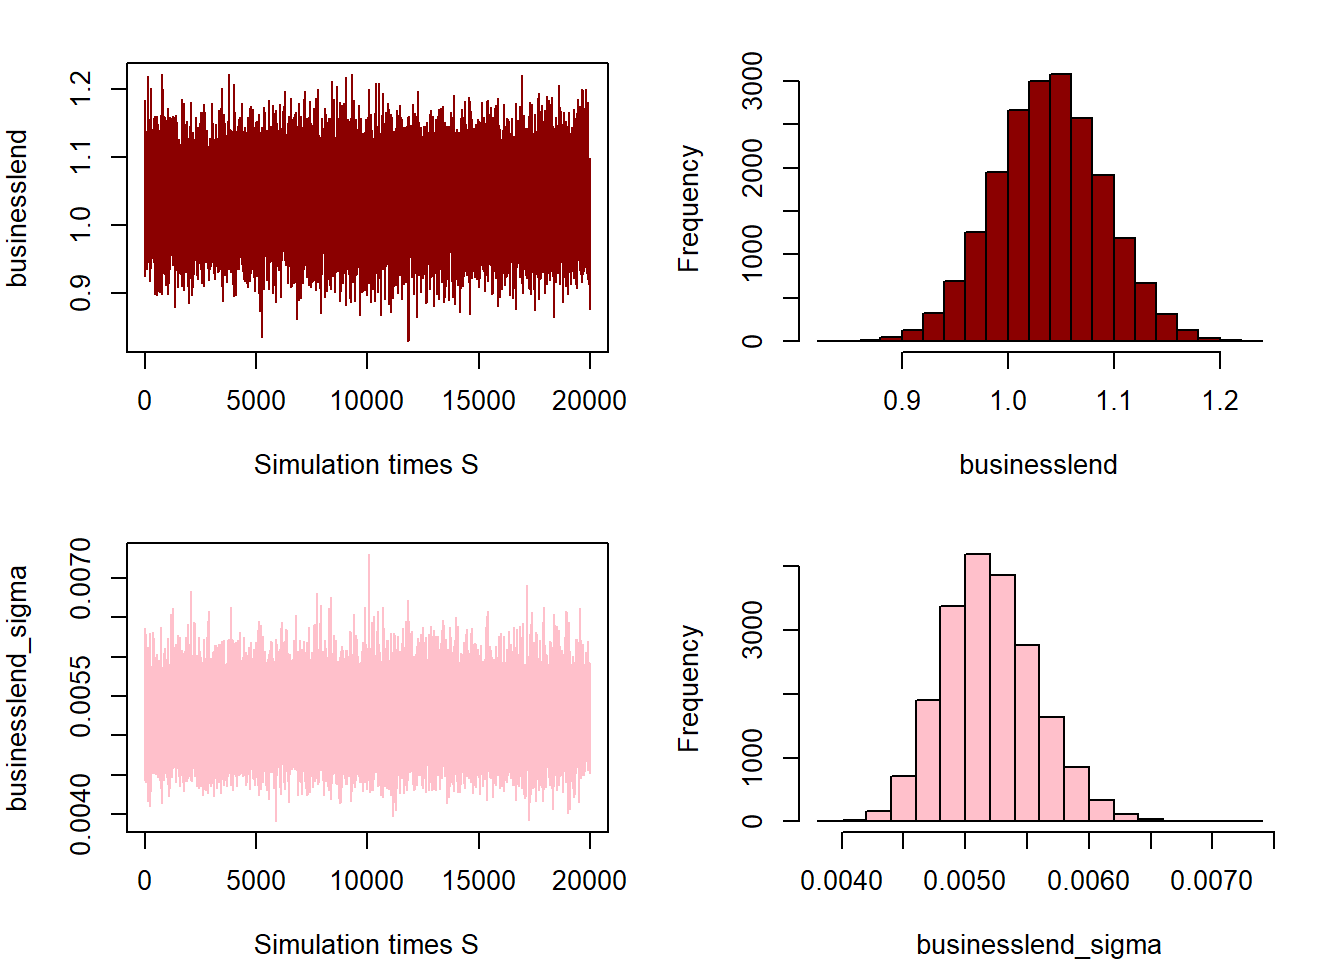 businesslend
1.2
1.1
1.0
0.9
0 5000 10000 15000 20000
Simulation times S
Frequency
3000
2000
1000
0
0.9 1.0 1.1 1.2
businesslend
businesslend_sigma
0.0070
0.0055
0.0040
0 5000 10000 15000 20000
Simulation times S
Frequency
3000
1000
0
0.0040 0.0050 0.0060 0.0070
businesslend_sigma